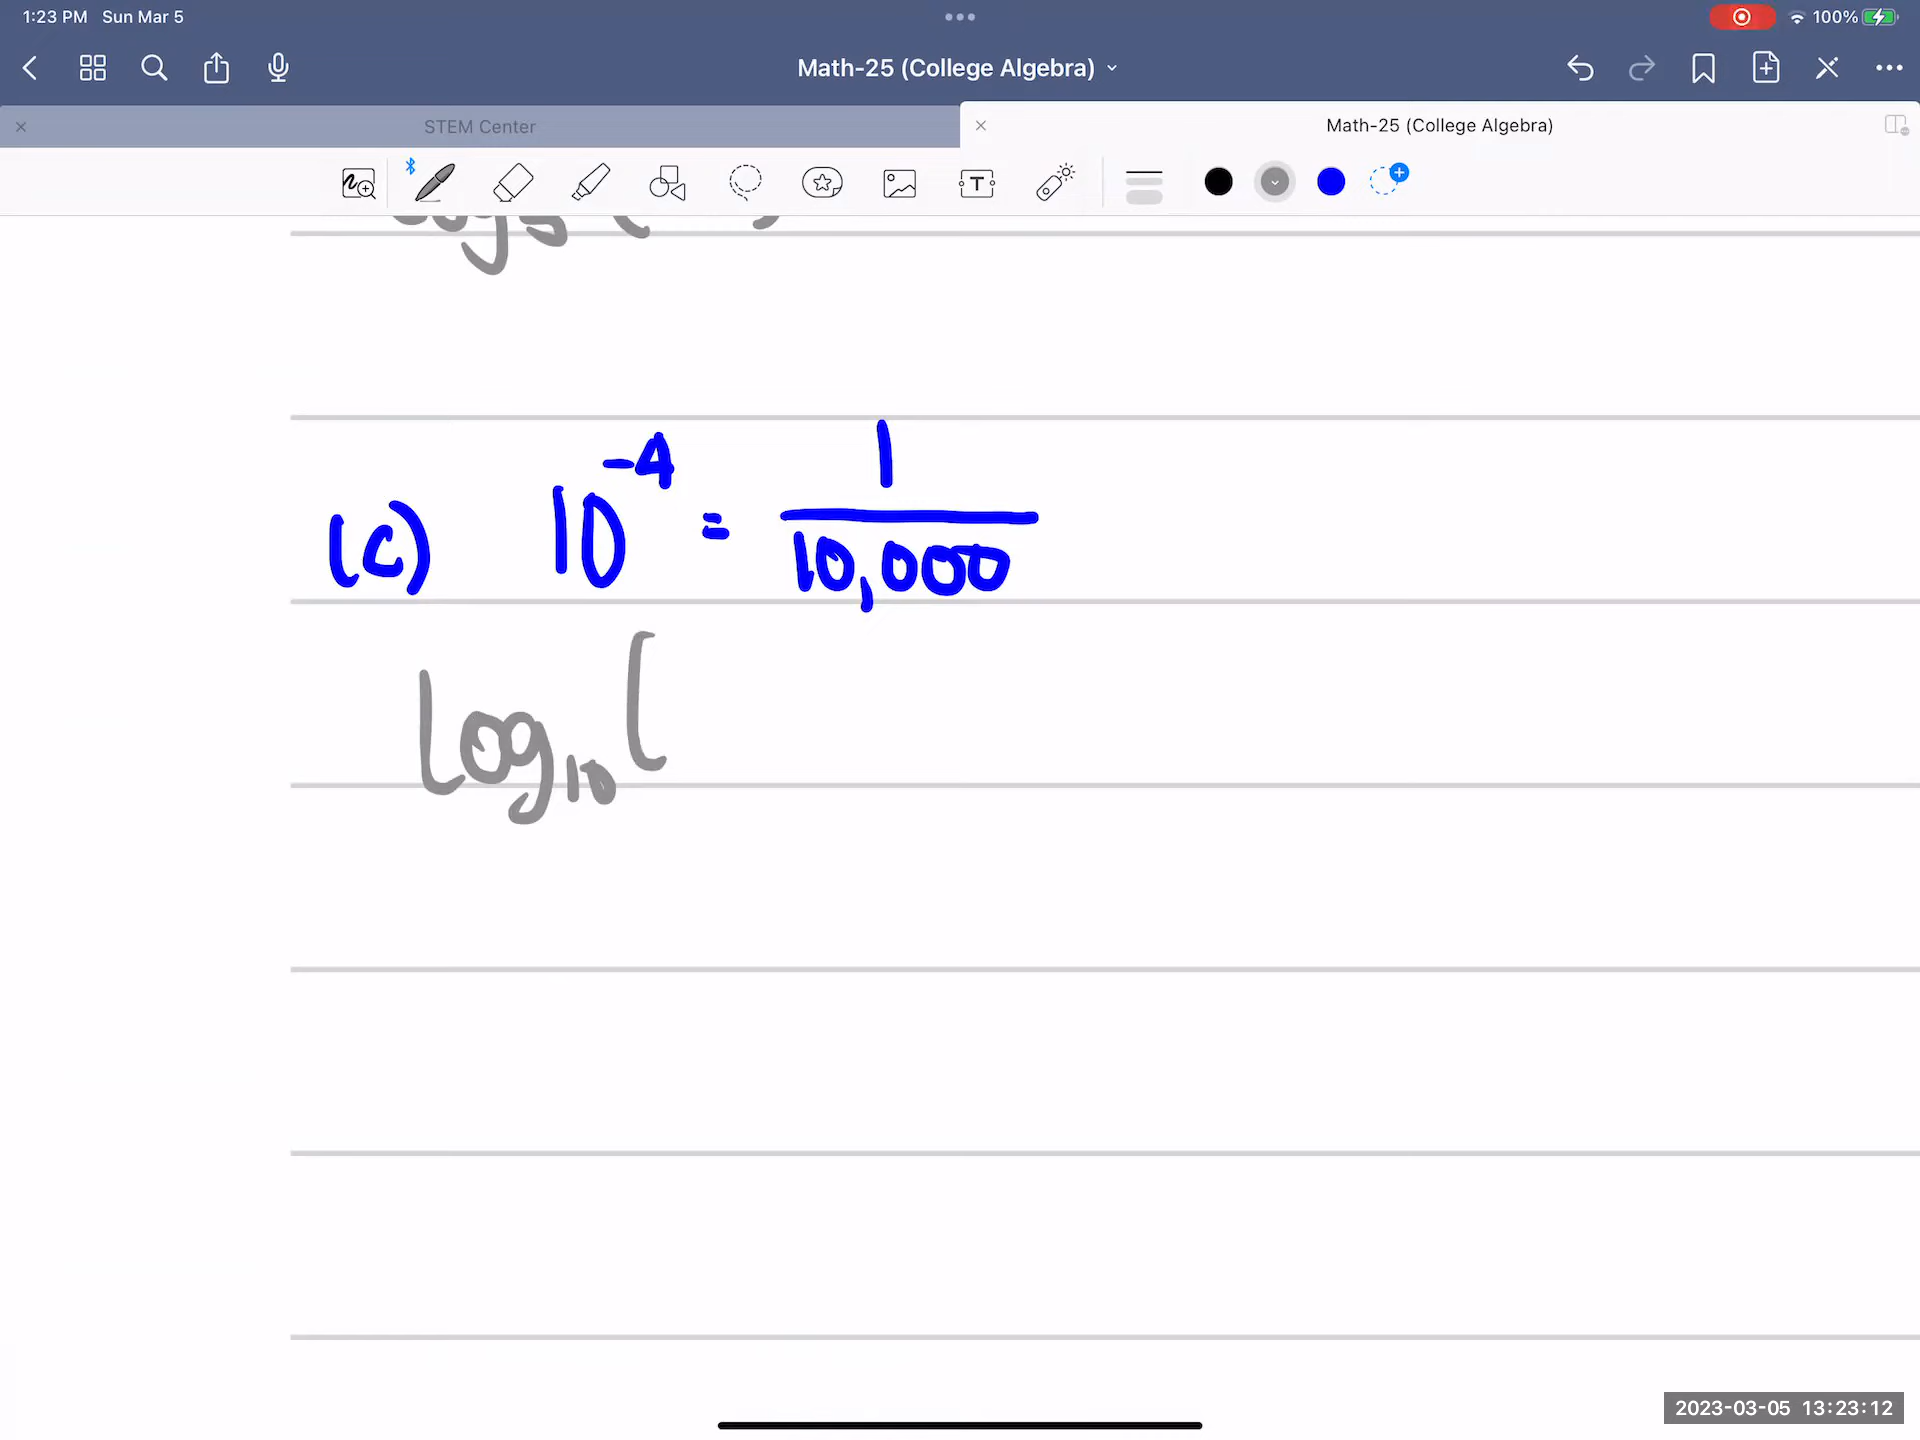 1:23 PM Sun Mar 5
100%
Math-25 (College Algebra)
STEM Center
Math-25 (College Algebra)
(c) 10^-4 = 1/10,000
log_10 (
2023-03-05 13:23:12